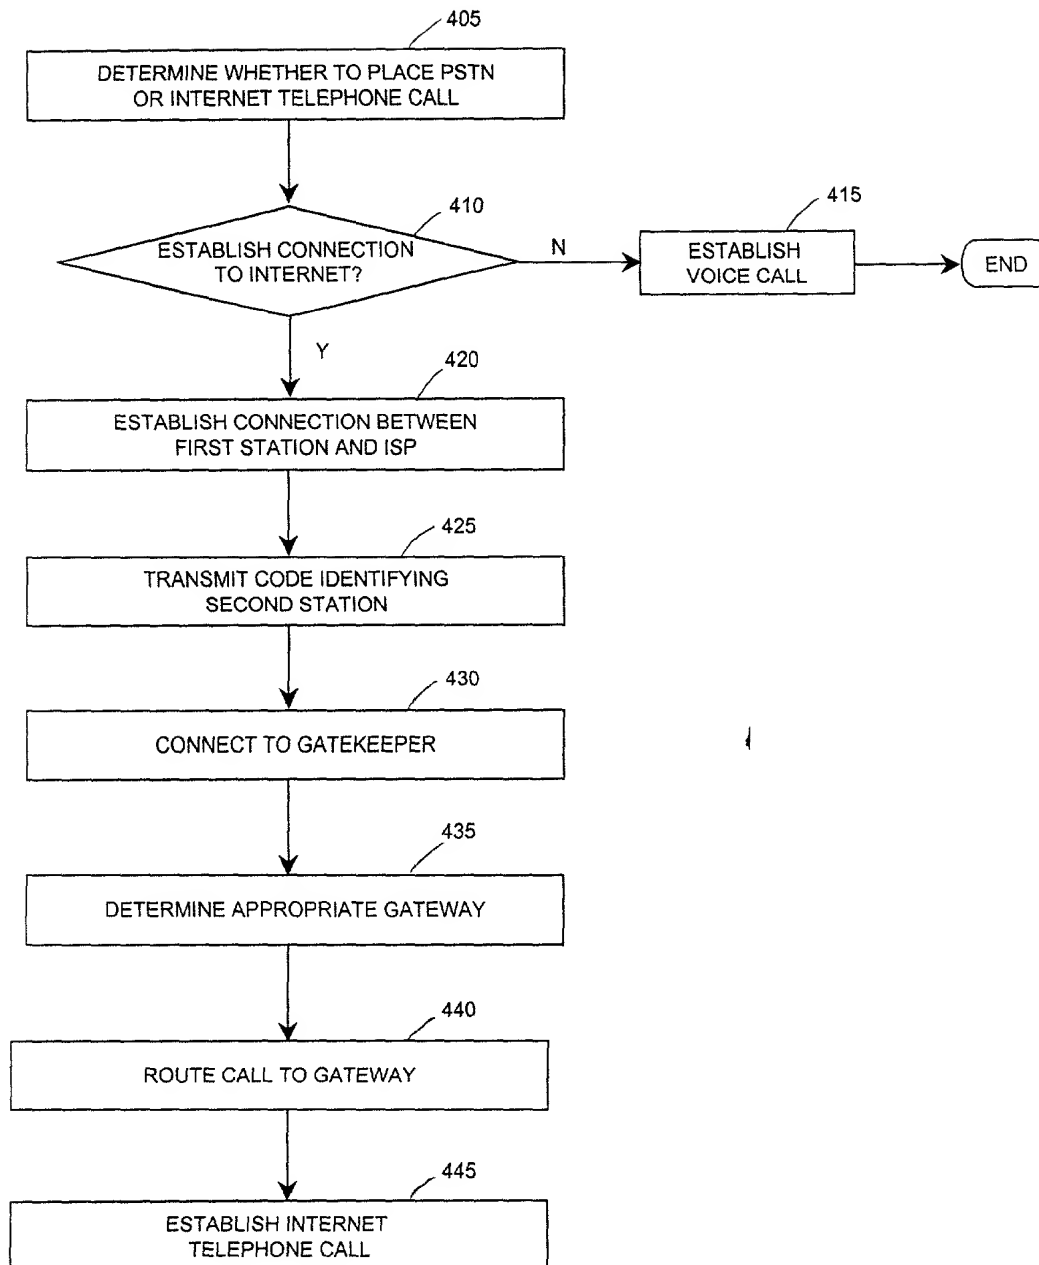 405
DETERMINE WHETHER TO PLACE PSTN
OR INTERNET TELEPHONE CALL
410
ESTABLISH CONNECTION
TO INTERNET?
N
415
ESTABLISH
VOICE CALL
END
Y
420
ESTABLISH CONNECTION BETWEEN
FIRST STATION AND ISP
425
TRANSMIT CODE IDENTIFYING
SECOND STATION
430
CONNECT TO GATEKEEPER
435
DETERMINE APPROPRIATE GATEWAY
440
ROUTE CALL TO GATEWAY
445
ESTABLISH INTERNET
TELEPHONE CALL